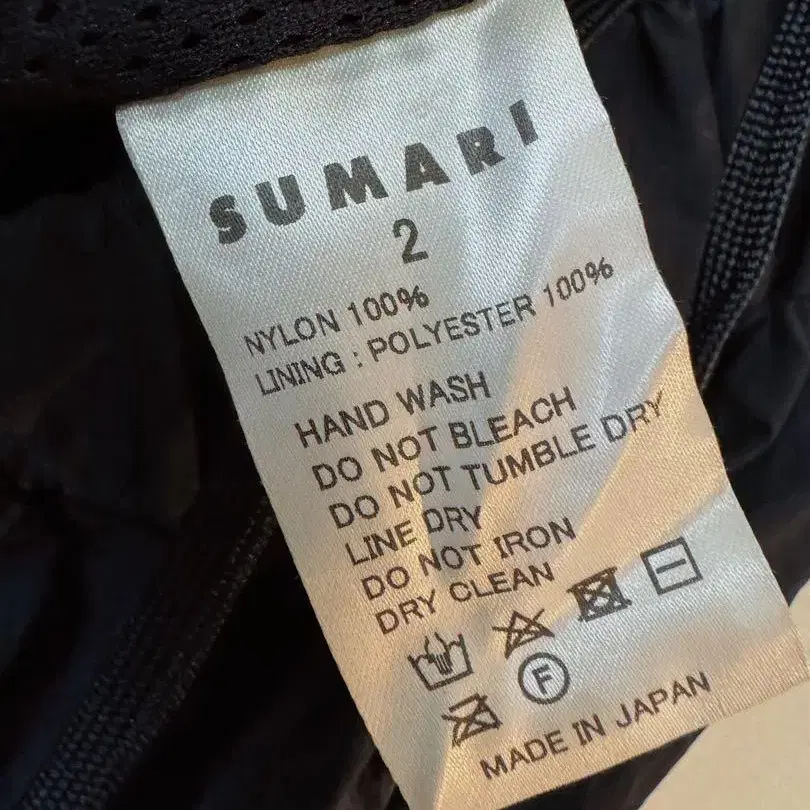 SUMARI
2
NYLON 100%
LINING : POLYESTER 100%
HAND WASH
DO NOT BLEACH
DO NOT TUMBLE DRY
LINE DRY
DO NOT IRON
DRY CLEAN
F
MADE IN JAPAN